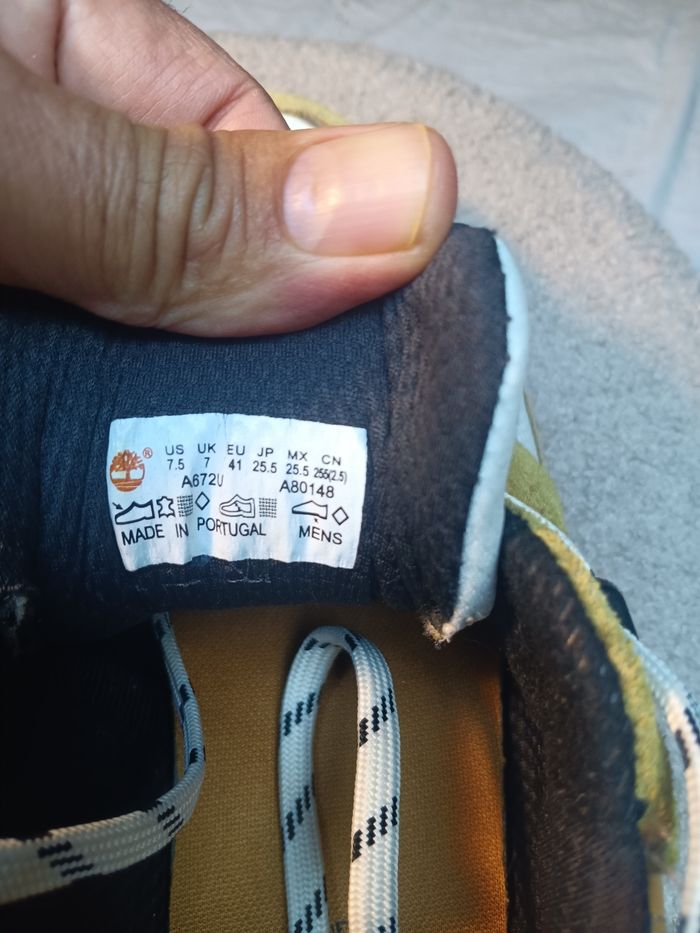 ®
US UK EU JP MX CN
7.5 7 41 25.5 25.5 255(2.5)
A672U A80148
MADE IN PORTUGAL MENS